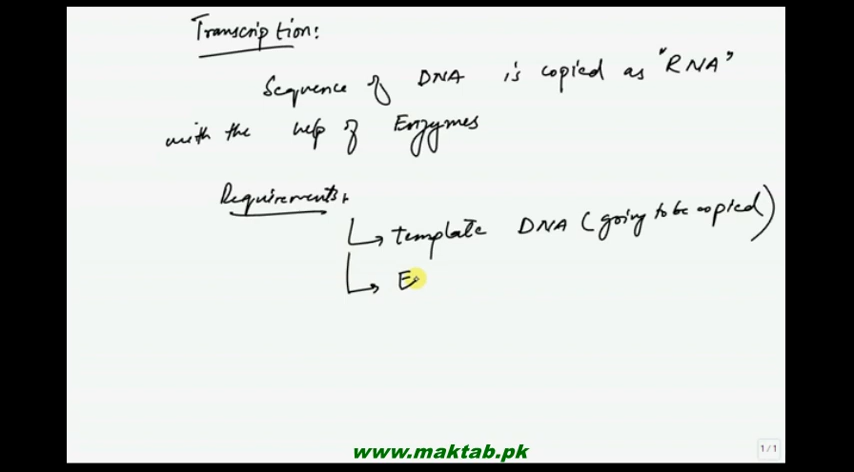 Transcription:
Sequence of DNA is copied as "RNA"
with the help of Enzymes
Requirements:
template DNA (going to be copied)
E
www.maktab.pk
1/1